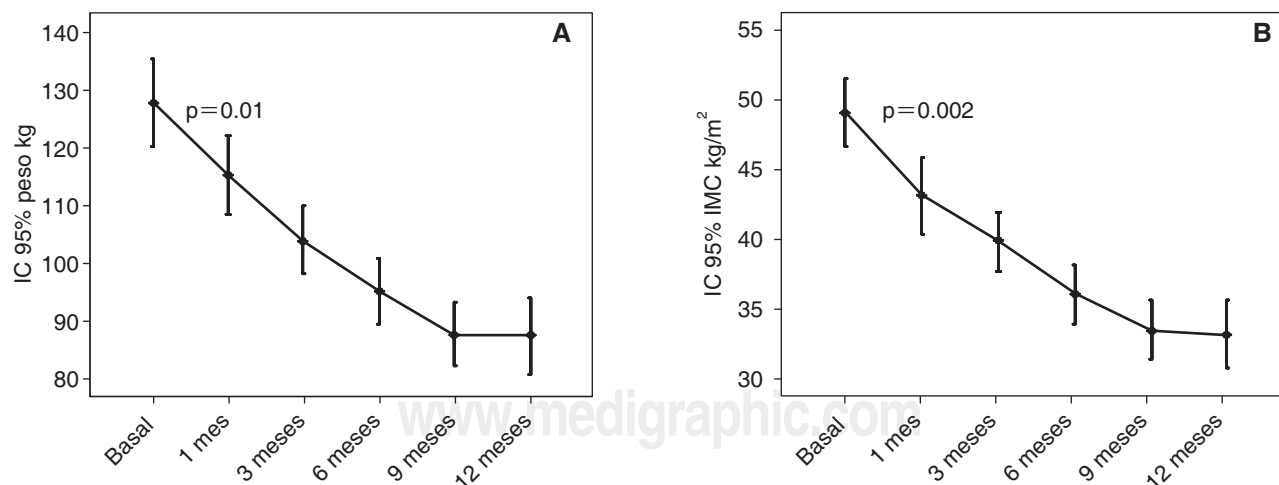 A
IC 95% peso kg
140
130
120
110
100
90
80
p=0.01
Basal
1 mes
3 meses
6 meses
9 meses
12 meses
B
IC 95% IMC kg/m²
55
50
45
40
35
30
p=0.002
Basal
1 mes
3 meses
6 meses
9 meses
12 meses
www.medigraphic.com